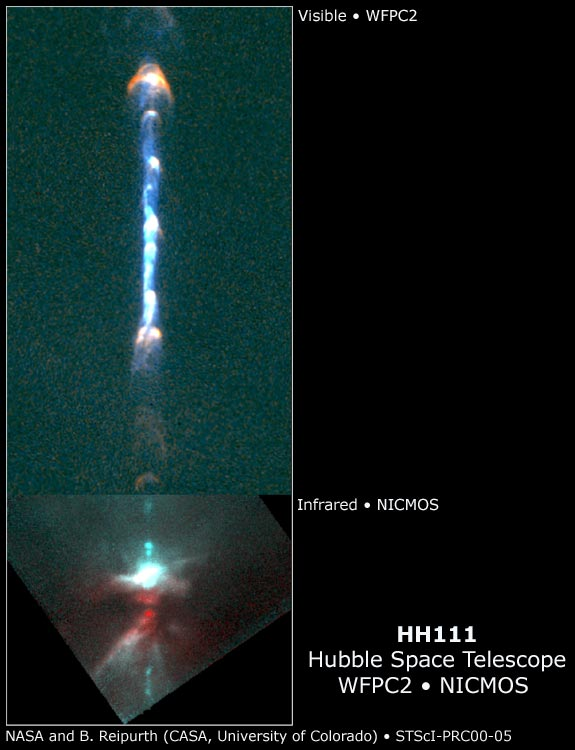 Visible • WFPC2
Infrared • NICMOS
HH111
Hubble Space Telescope
WFPC2 • NICMOS
NASA and B. Reipurth (CASA, University of Colorado) • STScI-PRC00-05